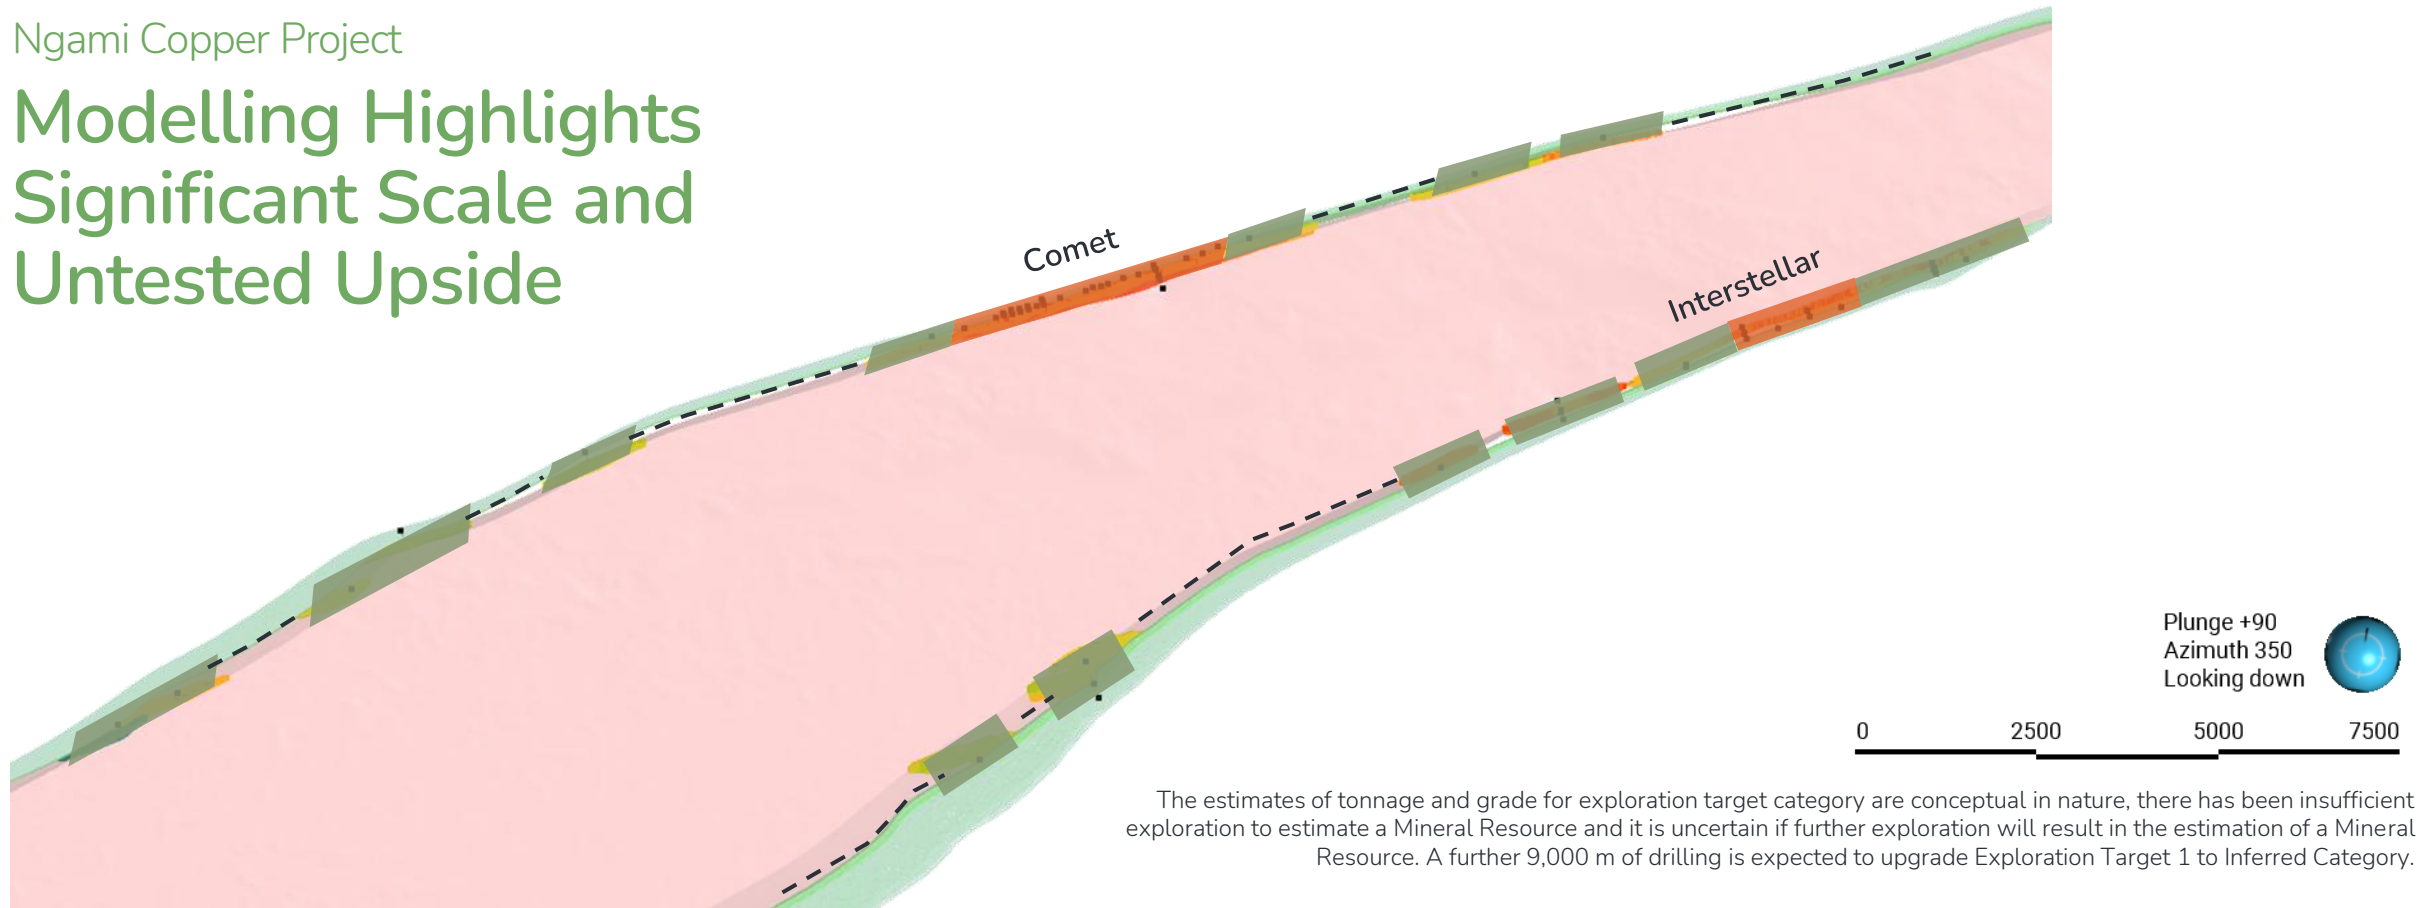 Ngami Copper Project
Modelling Highlights
Significant Scale and
Untested Upside
Comet
Interstellar
Plunge +90
Azimuth 350
Looking down
0 2500 5000 7500
The estimates of tonnage and grade for exploration target category are conceptual in nature, there has been insufficient
exploration to estimate a Mineral Resource and it is uncertain if further exploration will result in the estimation of a Mineral
Resource. A further 9,000 m of drilling is expected to upgrade Exploration Target 1 to Inferred Category.